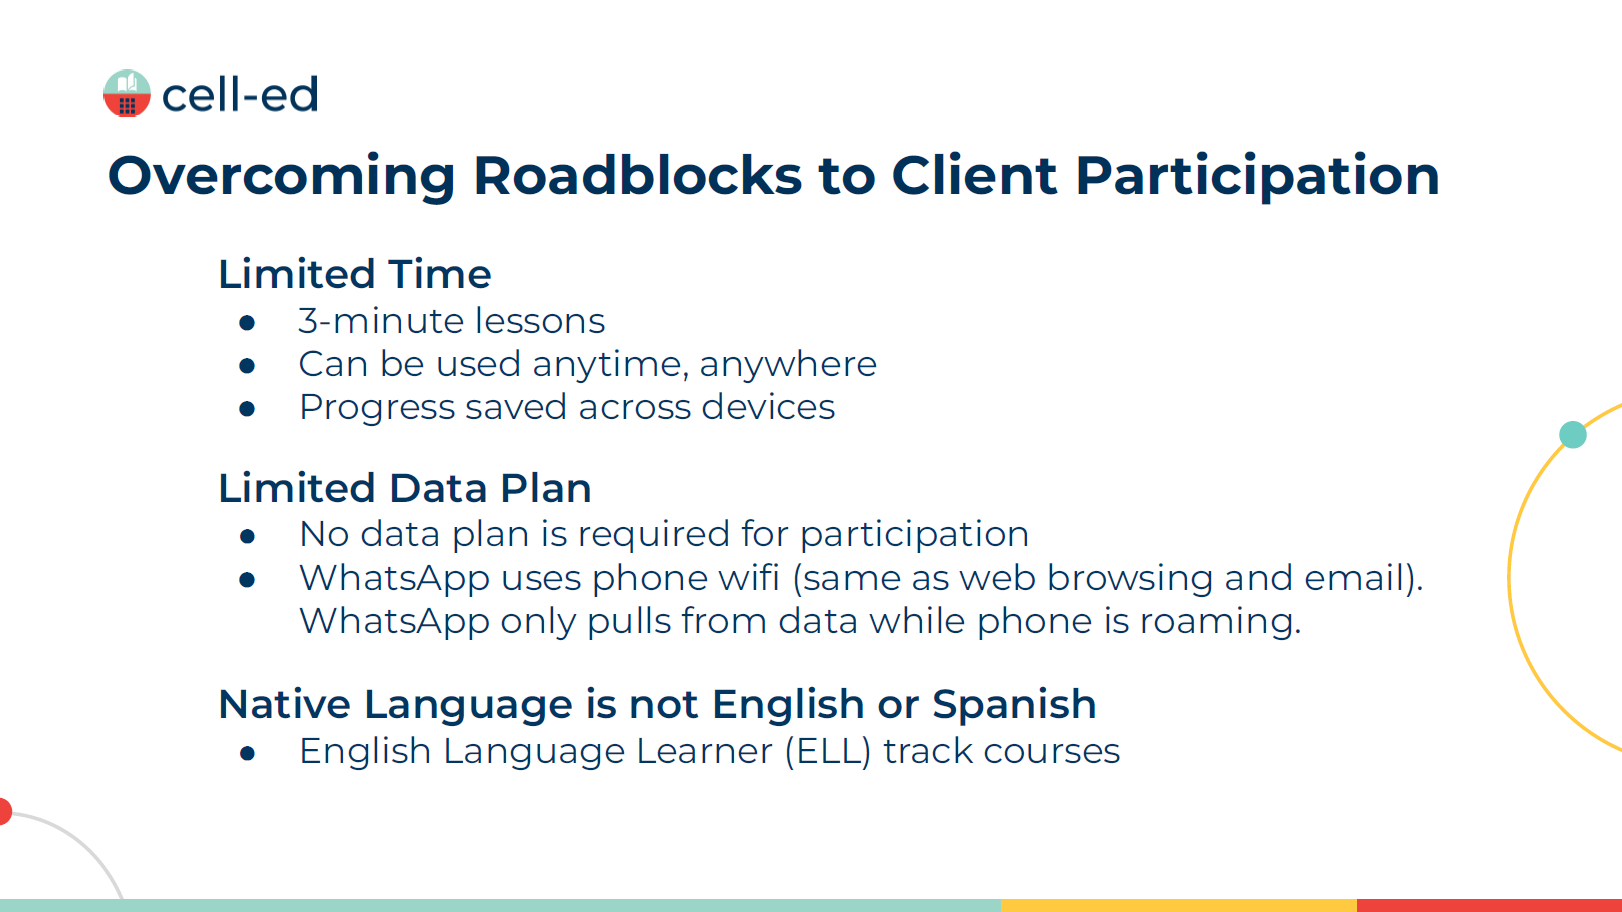 cell-ed
Overcoming Roadblocks to Client Participation
Limited Time
● 3-minute lessons
● Can be used anytime, anywhere
● Progress saved across devices
Limited Data Plan
● No data plan is required for participation
● WhatsApp uses phone wifi (same as web browsing and email).
WhatsApp only pulls from data while phone is roaming.
Native Language is not English or Spanish
● English Language Learner (ELL) track courses